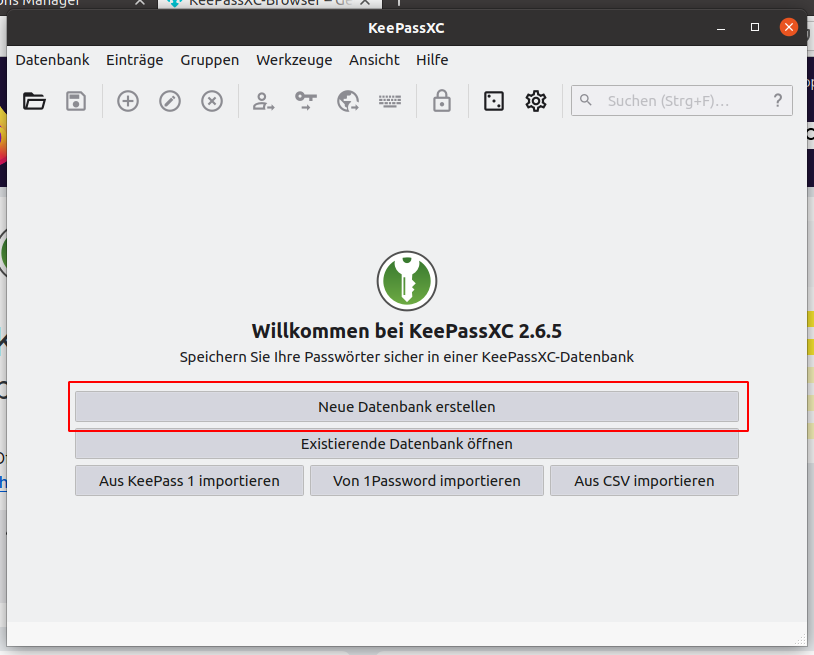 KeePassXC-Browser –
KeePassXC
Datenbank Einträge Gruppen Werkzeuge Ansicht Hilfe
Suchen (Strg+F)... ?
Willkommen bei KeePassXC 2.6.5
Speichern Sie Ihre Passwörter sicher in einer KeePassXC-Datenbank
Neue Datenbank erstellen
Existierende Datenbank öffnen
Aus KeePass 1 importieren Von 1Password importieren Aus CSV importieren